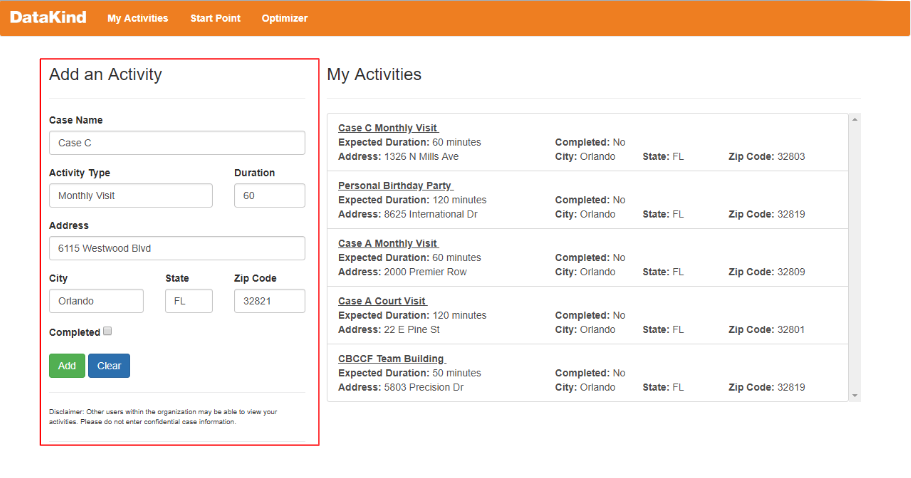 DataKind My Activities Start Point Optimizer
Add an Activity
Case Name
Case C
Activity Type Duration
Monthly Visit 60
Address
6115 Westwood Blvd
City State Zip Code
Orlando FL 32821
Completed
Add Clear
Disclaimer: Other users within the organization may be able to view your
activities. Please do not enter confidential case information.
My Activities
Case C Monthly Visit
Expected Duration: 60 minutes Completed: No
Address: 1326 N Mills Ave City: Orlando State: FL Zip Code: 32803
Personal Birthday Party
Expected Duration: 120 minutes Completed: No
Address: 8625 International Dr City: Orlando State: FL Zip Code: 32819
Case A Monthly Visit
Expected Duration: 60 minutes Completed: No
Address: 2000 Premier Row City: Orlando State: FL Zip Code: 32809
Case A Court Visit
Expected Duration: 120 minutes Completed: No
Address: 22 E Pine St City: Orlando State: FL Zip Code: 32801
CBCCF Team Building
Expected Duration: 50 minutes Completed: No
Address: 5803 Precision Dr City: Orlando State: FL Zip Code: 32819